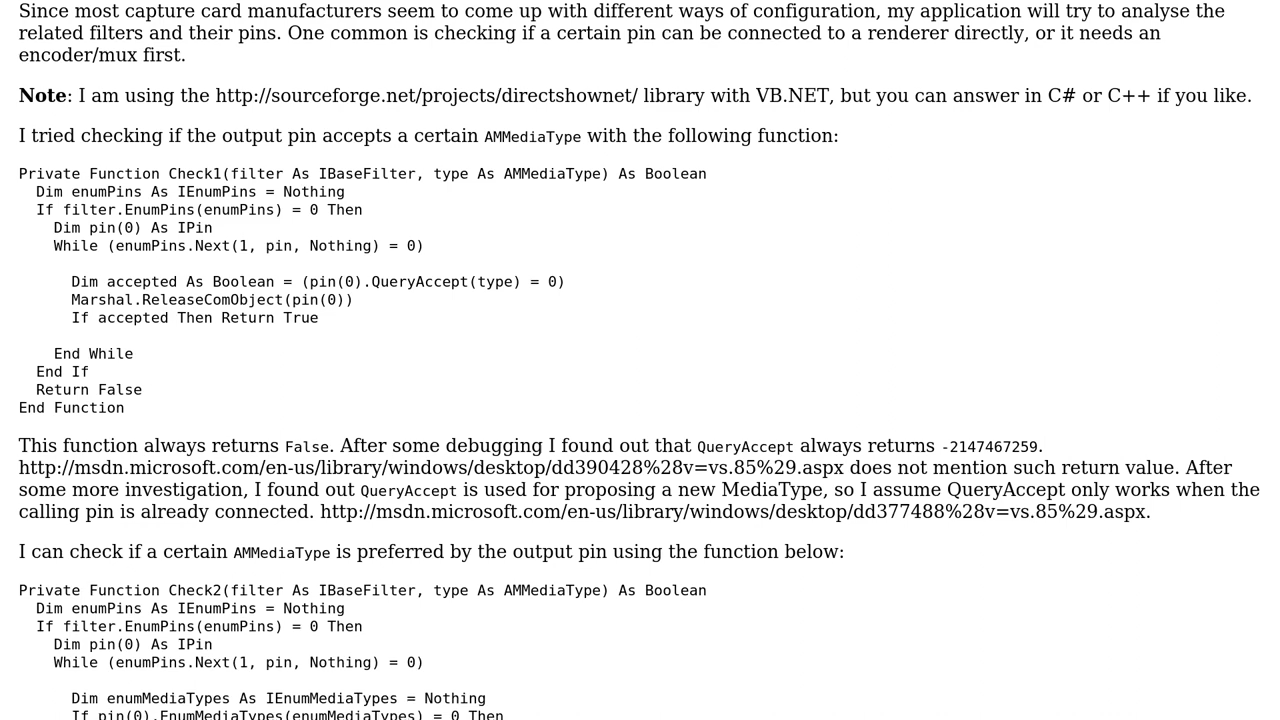 Since most capture card manufacturers seem to come up with different ways of configuration, my application will try to analyse the
related filters and their pins. One common is checking if a certain pin can be connected to a renderer directly, or it needs an
encoder/mux first.
Note: I am using the http://sourceforge.net/projects/directshownet/ library with VB.NET, but you can answer in C# or C++ if you like.
I tried checking if the output pin accepts a certain AMMediaType with the following function:
Private Function Check1(filter As IBaseFilter, type As AMMediaType) As Boolean
  Dim enumPins As IEnumPins = Nothing
  If filter.EnumPins(enumPins) = 0 Then
    Dim pin(0) As IPin
    While (enumPins.Next(1, pin, Nothing) = 0)
      Dim accepted As Boolean = (pin(0).QueryAccept(type) = 0)
      Marshal.ReleaseComObject(pin(0))
      If accepted Then Return True
    End While
  End If
  Return False
End Function
This function always returns False. After some debugging I found out that QueryAccept always returns -2147467259.
http://msdn.microsoft.com/en-us/library/windows/desktop/dd390428%28v=vs.85%29.aspx does not mention such return value. After
some more investigation, I found out QueryAccept is used for proposing a new MediaType, so I assume QueryAccept only works when the
calling pin is already connected. http://msdn.microsoft.com/en-us/library/windows/desktop/dd377488%28v=vs.85%29.aspx.
I can check if a certain AMMediaType is preferred by the output pin using the function below:
Private Function Check2(filter As IBaseFilter, type As AMMediaType) As Boolean
  Dim enumPins As IEnumPins = Nothing
  If filter.EnumPins(enumPins) = 0 Then
    Dim pin(0) As IPin
    While (enumPins.Next(1, pin, Nothing) = 0)
      Dim enumMediaTypes As IEnumMediaTypes = Nothing
      If pin(0).EnumMediaTypes(enumMediaTypes) = 0 Then